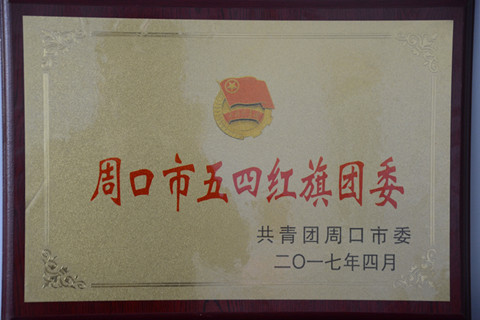 周口市五四红旗团委
共青团周口市委
二〇一七年四月